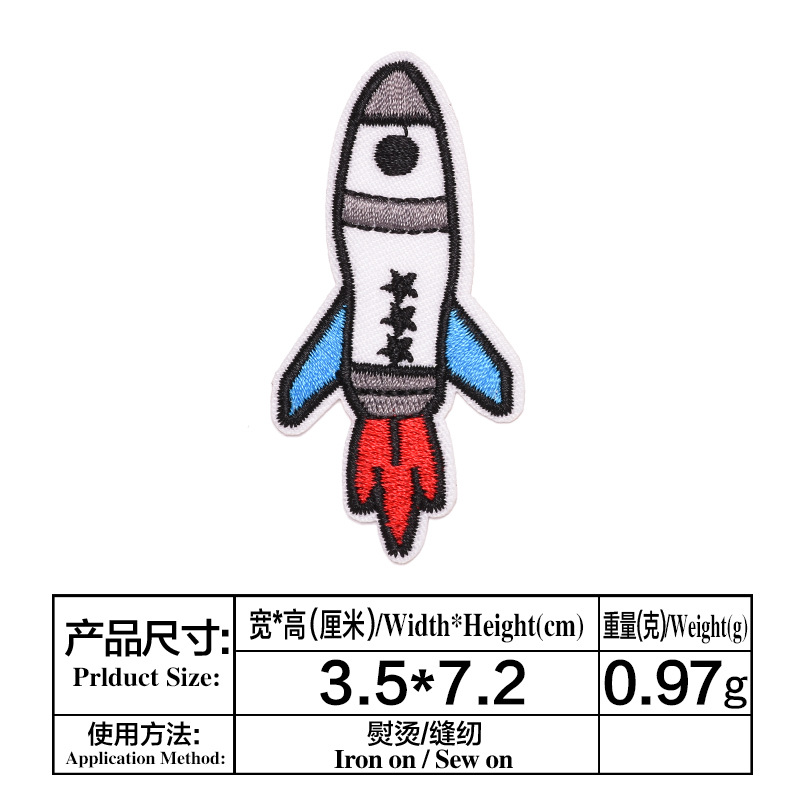 产品尺寸:
Prlduct Size:
宽*高(厘米)/Width*Height(cm)
重量(克)/Weight(g)
3.5*7.2
0.97g
使用方法:
Application Method:
熨烫/缝纫
Iron on / Sew on